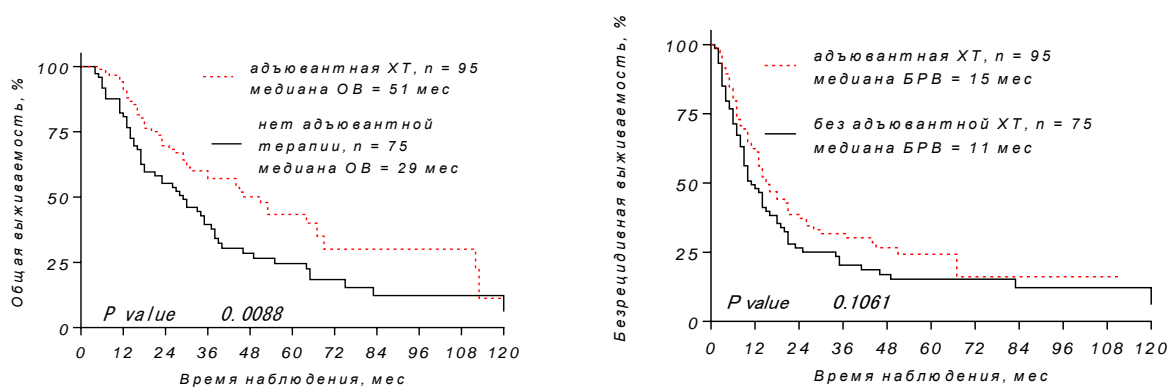 Общая выживаемость, %
100
75
50
25
0
адъювантная ХТ, n = 95
медиана ОВ = 51 мес
нет адъювантной
терапии, n = 75
медиана ОВ = 29 мес
P value 0.0088
0 12 24 36 48 60 72 84 96 108 120
Время наблюдения, мес
Безрецидивная выживаемость, %
100
75
50
25
0
адъювантная ХТ, n = 95
медиана БРВ = 15 мес
без адъювантной ХТ, n = 75
медиана БРВ = 11 мес
P value 0.1061
0 12 24 36 48 60 72 84 96 108 120
Время наблюдения, мес